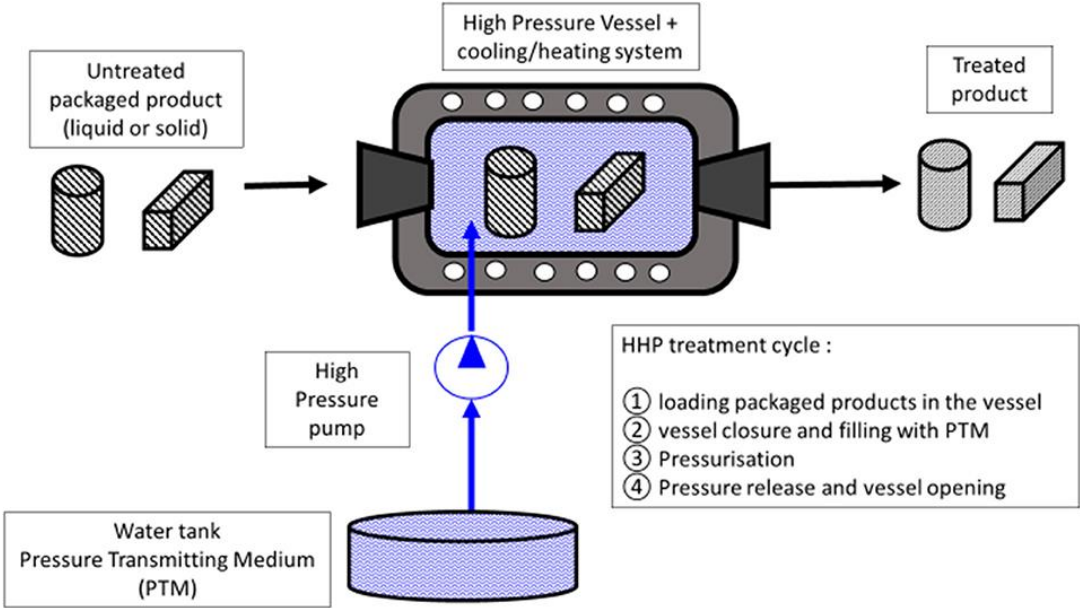 High Pressure Vessel +
cooling/heating system
Untreated
packaged product
(liquid or solid)
Treated
product
High
Pressure
pump
HHP treatment cycle :
① loading packaged products in the vessel
② vessel closure and filling with PTM
③ Pressurisation
④ Pressure release and vessel opening
Water tank
Pressure Transmitting Medium
(PTM)